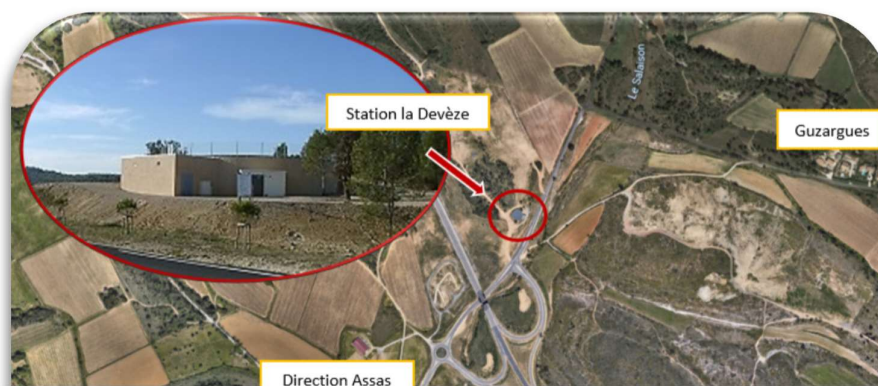 Le Salaison
Station la Devèze
Guzargues
Direction Assas